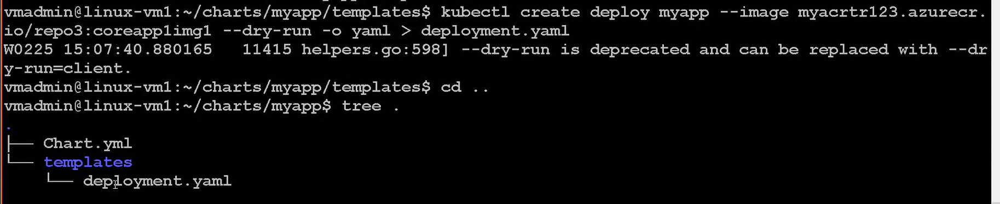 vmadmin@linux-vm1:~/charts/myapp/templates$ kubectl create deploy myapp --image myacrtr123.azurecr.
io/repo3:coreapp1img1 --dry-run -o yaml > deployment.yaml
W0225 15:07:40.880165   11415 helpers.go:598] --dry-run is deprecated and can be replaced with --dr
y-run=client.
vmadmin@linux-vm1:~/charts/myapp/templates$ cd ..
vmadmin@linux-vm1:~/charts/myapp$ tree .
.
├── Chart.yml
└── templates
    └── deployment.yaml